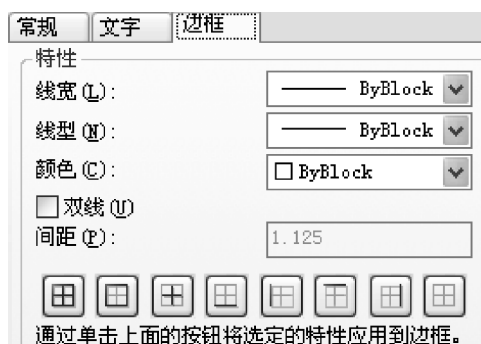 常规 文字 边框
特性
线宽(L): ByBlock
线型(N): ByBlock
颜色(C): ByBlock
双线(U)
间距(P): 1.125
通过单击上面的按钮将选定的特性应用到边框。